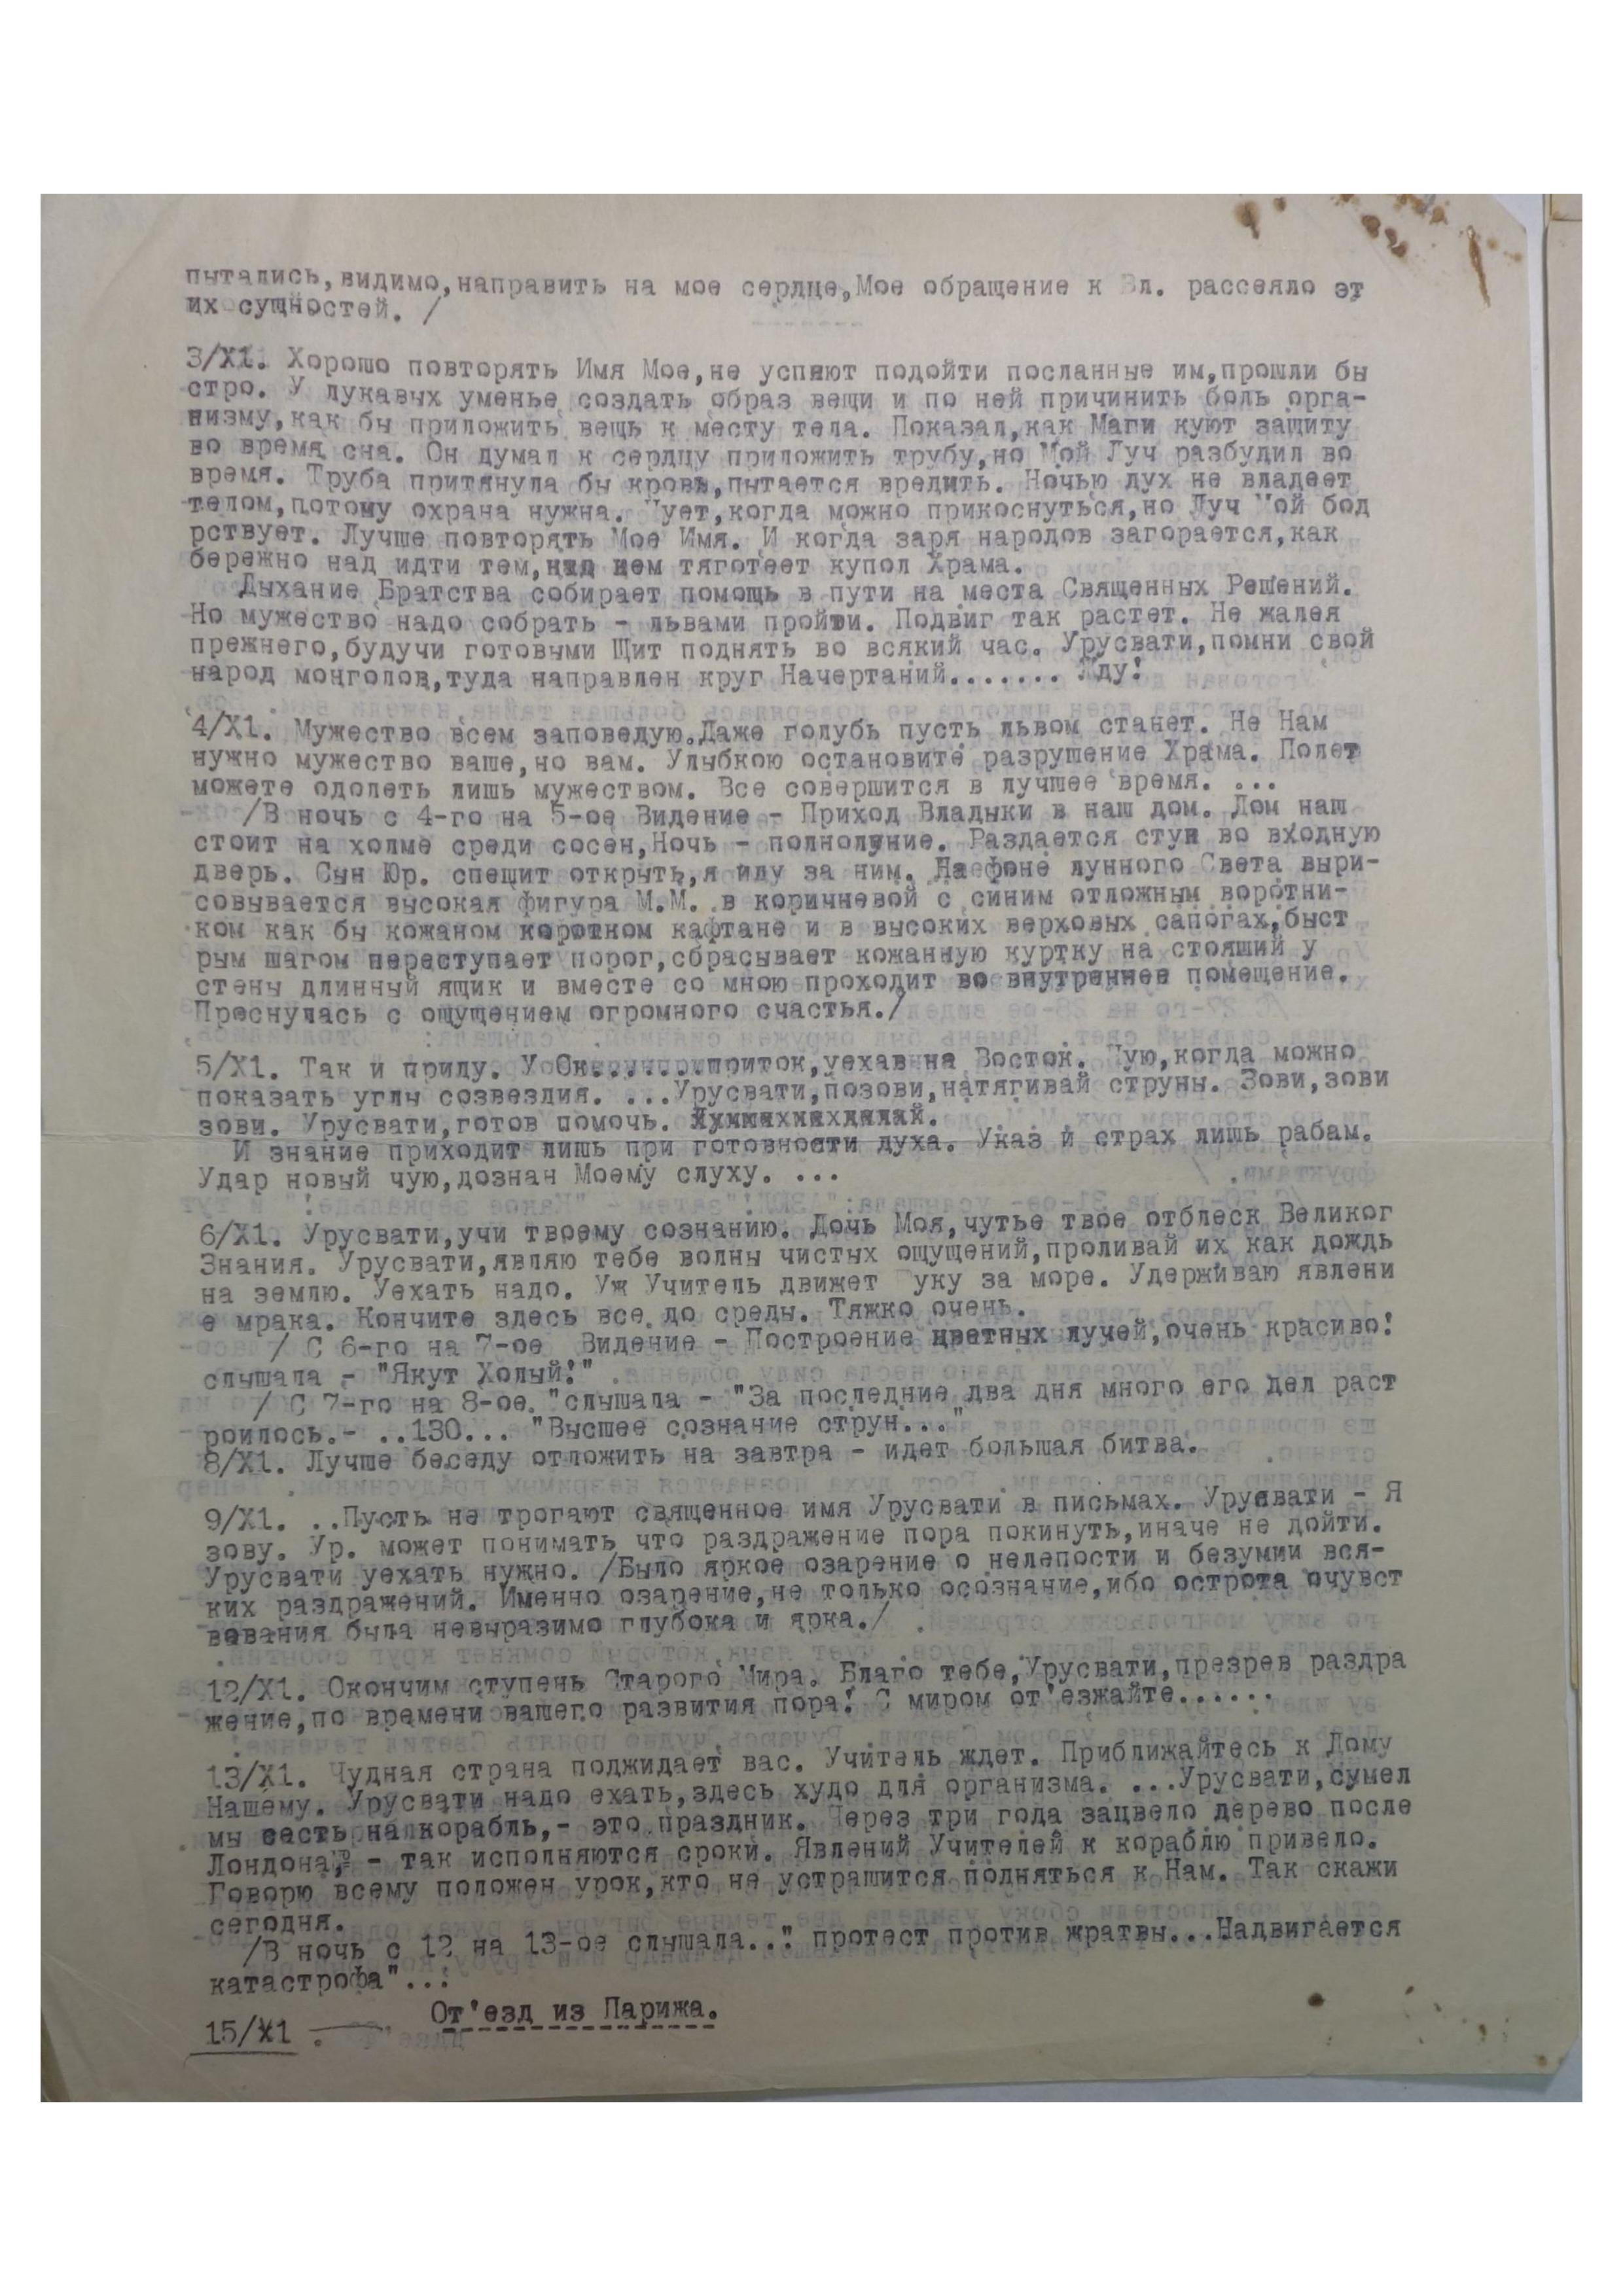 пытались,видимо,направить на мое сердце,Мое обращение к Вл. рассеяло эт
их сущностей. /
3/X1. Хорошо повторять Имя Мое,не успеют подойти посланные им,прошли бы
стро. У лукавых уменье создать образ вещи и по ней причинить боль орга-
низму,как бы приложить вещь к месту тела. Показал,как Маги куют защиту
во время сна. Он думал к сердцу приложить трубу,но Мой Луч разбудил во
время. Труба притянула бы кровь,пытается вредить. Ночью дух не владеет
телом,потому охрана нужна. Чует,когда можно прикоснуться,но Луч Мой бод
рствует. Лучше повторять Мое Имя. И когда заря народов загорается,как
бережно над идти тем,над кем тяготеет купол Храма.
Дыхание Братства собирает помощь в пути на места Священных Решений.
Но мужество надо собрать - львами пройти. Подвиг так растет. Не жалея
прежнего,будучи готовыми Щит поднять во всякий час. Урусвати,помни свой
народ монголов,туда направлен круг Начертаний....... Жду!
4/X1. Мужество всем заповедую.Даже голубь пусть львом станет. Не Нам
нужно мужество ваше,но вам. Улыбкою остановите разрушение Храма. Полет
можете одолеть лишь мужеством. Все совершится в лучшее время. ...
/В ночь с 4-го на 5-ое Видение - Приход Владыки в наш дом. Дом наш
стоит на холме среди сосен,Ночь - полнолуние. Раздается стук во входную
дверь. Сын Юр. спешит открыть,я иду за ним. На фоне лунного Света выри-
совывается высокая фигура М.М. в коричневой с синим отложным воротни-
ком как бы кожаном коротком кафтане и в высоких верховых сапогах,быст
рым шагом переступает порог,сбрасывает кожанную куртку на стоящий у
стены длинный ящик и вместе со мною проходит во внутреннее помещение.
Преснулась с ощущением огромного счастья./
5/X1. Так и приду. У Ок. приток,уехав на Восток. Чую,когда можно
показать углы созвездия. ...Урусвати,позови,натягивай струны. Зови,зови
зови. Урусвати,готов помочь.
И знание приходит лишь при готовности духа. Указ и страх лишь рабам.
Удар новый чую,дознан Моему слуху. ...
6/X1. Урусвати,учи твоему сознанию. Дочь Моя,чутье твое отблеск Великог
Знания. Урусвати,являю тебе волны чистых ощущений,проливай их как дождь
на землю. Уехать надо. Уж Учитель движет уку за море. Удерживаю явлени
е мрака. Кончите здесь все до среды. Тяжко очень.
/ С 6-го на 7-ое Видение - Построение цветных лучей,очень красиво!
слышала - "Якут Холый!"
/ С 7-го на 8-ое. "слышала - "За последние два дня много его дел раст
роилось.- ..130... "Высшее сознание струн..."
8/X1. Лучше беседу отложить на завтра - идет большая битва.
9/X1. ..Пусть не трогают священное имя Урусвати в письмах. Урусвати - Я
зову. Ур. может понимать что раздражение пора покинуть,иначе не дойти.
Урусвати уехать нужно. /Было яркое озарение о нелепости и безумии вся-
ких раздражений. Именно озарение,не только осознание,ибо острота очувст
вования была невыразимо глубока и ярка./
12/X1. Окончим ступень Старого Мира. Благо тебе,Урусвати,презрев раздра
жение,по времени вашего развития пора! С миром от'езжайте......
13/X1. Чудная страна поджидает вас. Учитель ждет. Приближайтесь к Дому
Нашему. Урусвати надо ехать,здесь худо для организма. ...Урусвати,сумел
мы сесть на корабль,- это праздник. Через три года зацвело дерево после
Лондона, - так исполняются сроки. Явлений Учителей к кораблю привело.
Говорю всему положен урок,кто не устрашится подняться к Нам. Так скажи
сегодня.
/В ночь с 12 на 13-ое слышала..." протест против жратвы...Надвигается
катастрофа"...
От'езд из Парижа.
15/X1 .